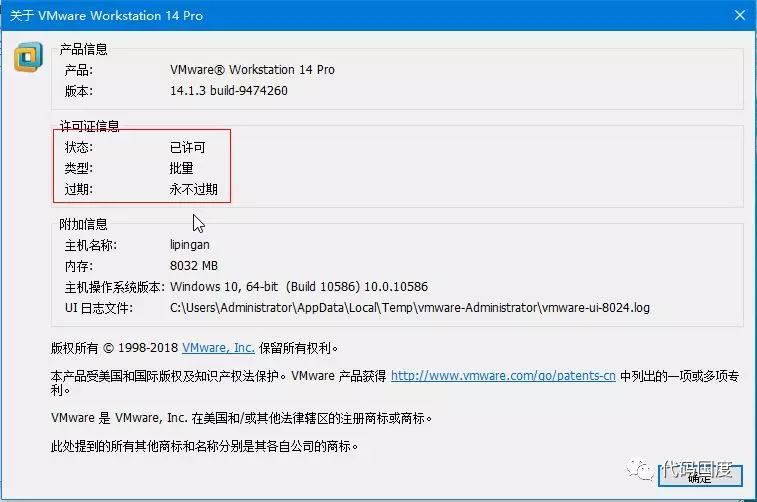 关于 VMware Workstation 14 Pro
产品信息
产品: VMware® Workstation 14 Pro
版本: 14.1.3 build-9474260
许可证信息
状态: 已许可
类型: 批量
过期: 永不过期
附加信息
主机名称: lipingan
内存: 8032 MB
主机操作系统版本: Windows 10, 64-bit (Build 10586) 10.0.10586
UI 日志文件: C:\Users\Administrator\AppData\Local\Temp\vmware-Administrator\vmware-ui-8024.log
版权所有 © 1998-2018 VMware, Inc. 保留所有权利。
本产品受美国和国际版权及知识产权法保护。VMware 产品获得 http://www.vmware.com/go/patents-cn 中列出的一项或多项专
利。
VMware 是 VMware, Inc. 在美国和/或其他法律辖区的注册商标或商标。
此处提到的所有其他商标和名称分别是其各自公司的商标。
代码国度
确定